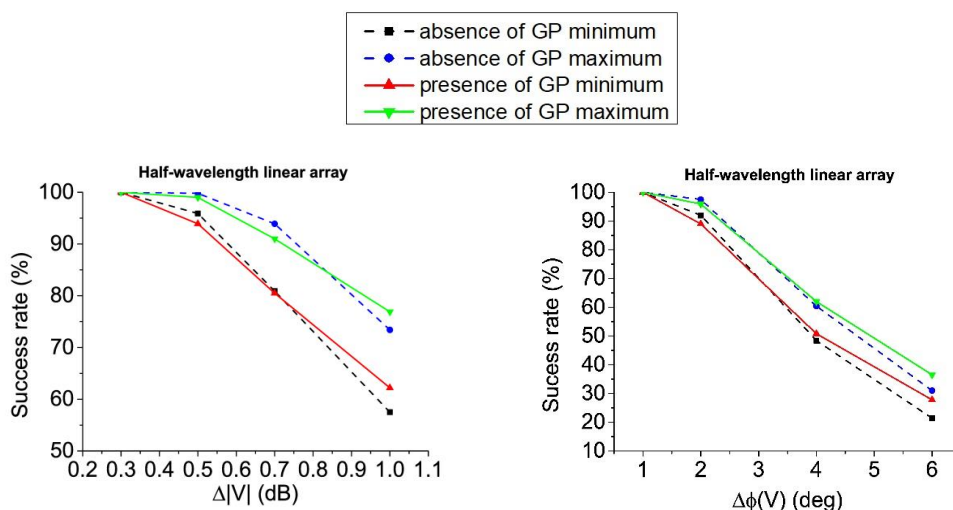 absence of GP minimum
absence of GP maximum
presence of GP minimum
presence of GP maximum
Half-wavelength linear array
Success rate (%)
100
90
80
70
60
50
0.2 0.3 0.4 0.5 0.6 0.7 0.8 0.9 1.0 1.1
Δ|V| (dB)
Half-wavelength linear array
Sucess rate (%)
100
90
80
70
60
50
40
30
20
10
1 2 3 4 5 6
Δϕ(V) (deg)